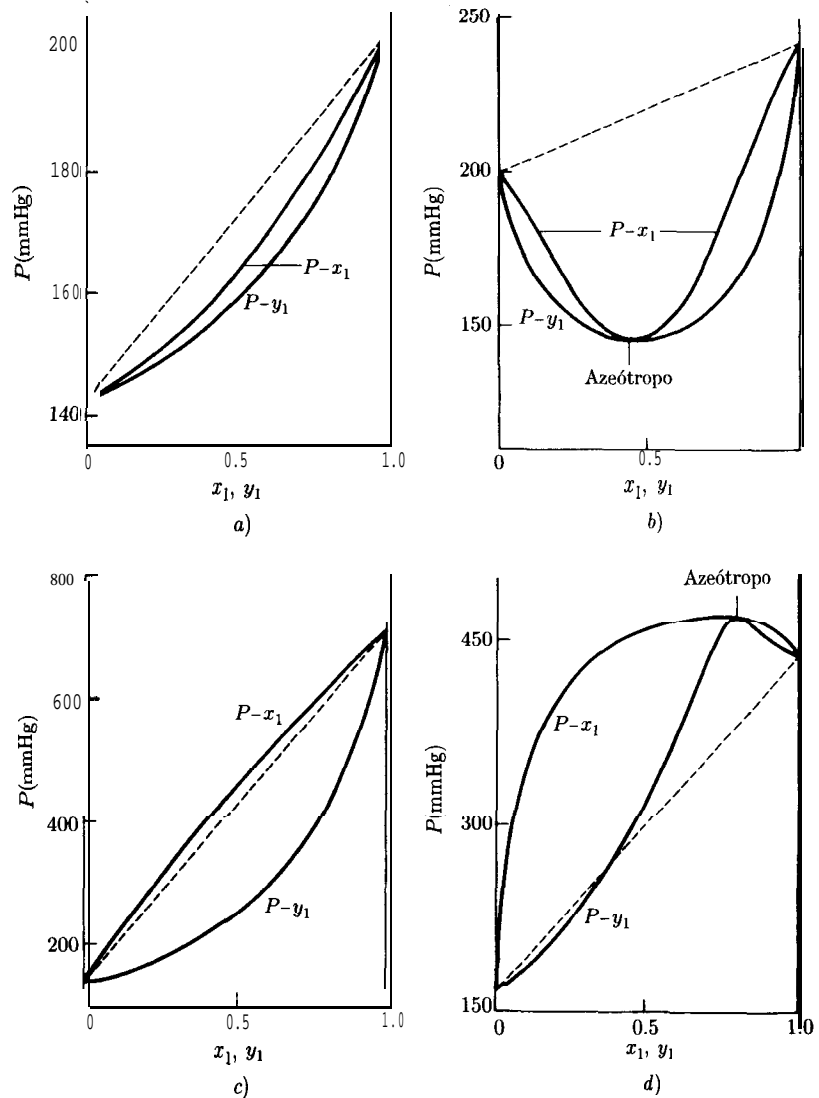 200
180
160
140
P(mmHg)
P–x₁
P–y₁
0
0.5
1.0
x₁, y₁
a)
250
200
150
P(mmHg)
P–x₁
P–y₁
Azeótropo
0
0.5
x₁, y₁
b)
800
600
400
200
P(mmHg)
P–x₁
P–y₁
0
0.5
1.0
x₁, y₁
c)
Azeótropo
450
300
150
P(mmHg)
P–x₁
P–y₁
0
0.5
1.0
x₁, y₁
d)